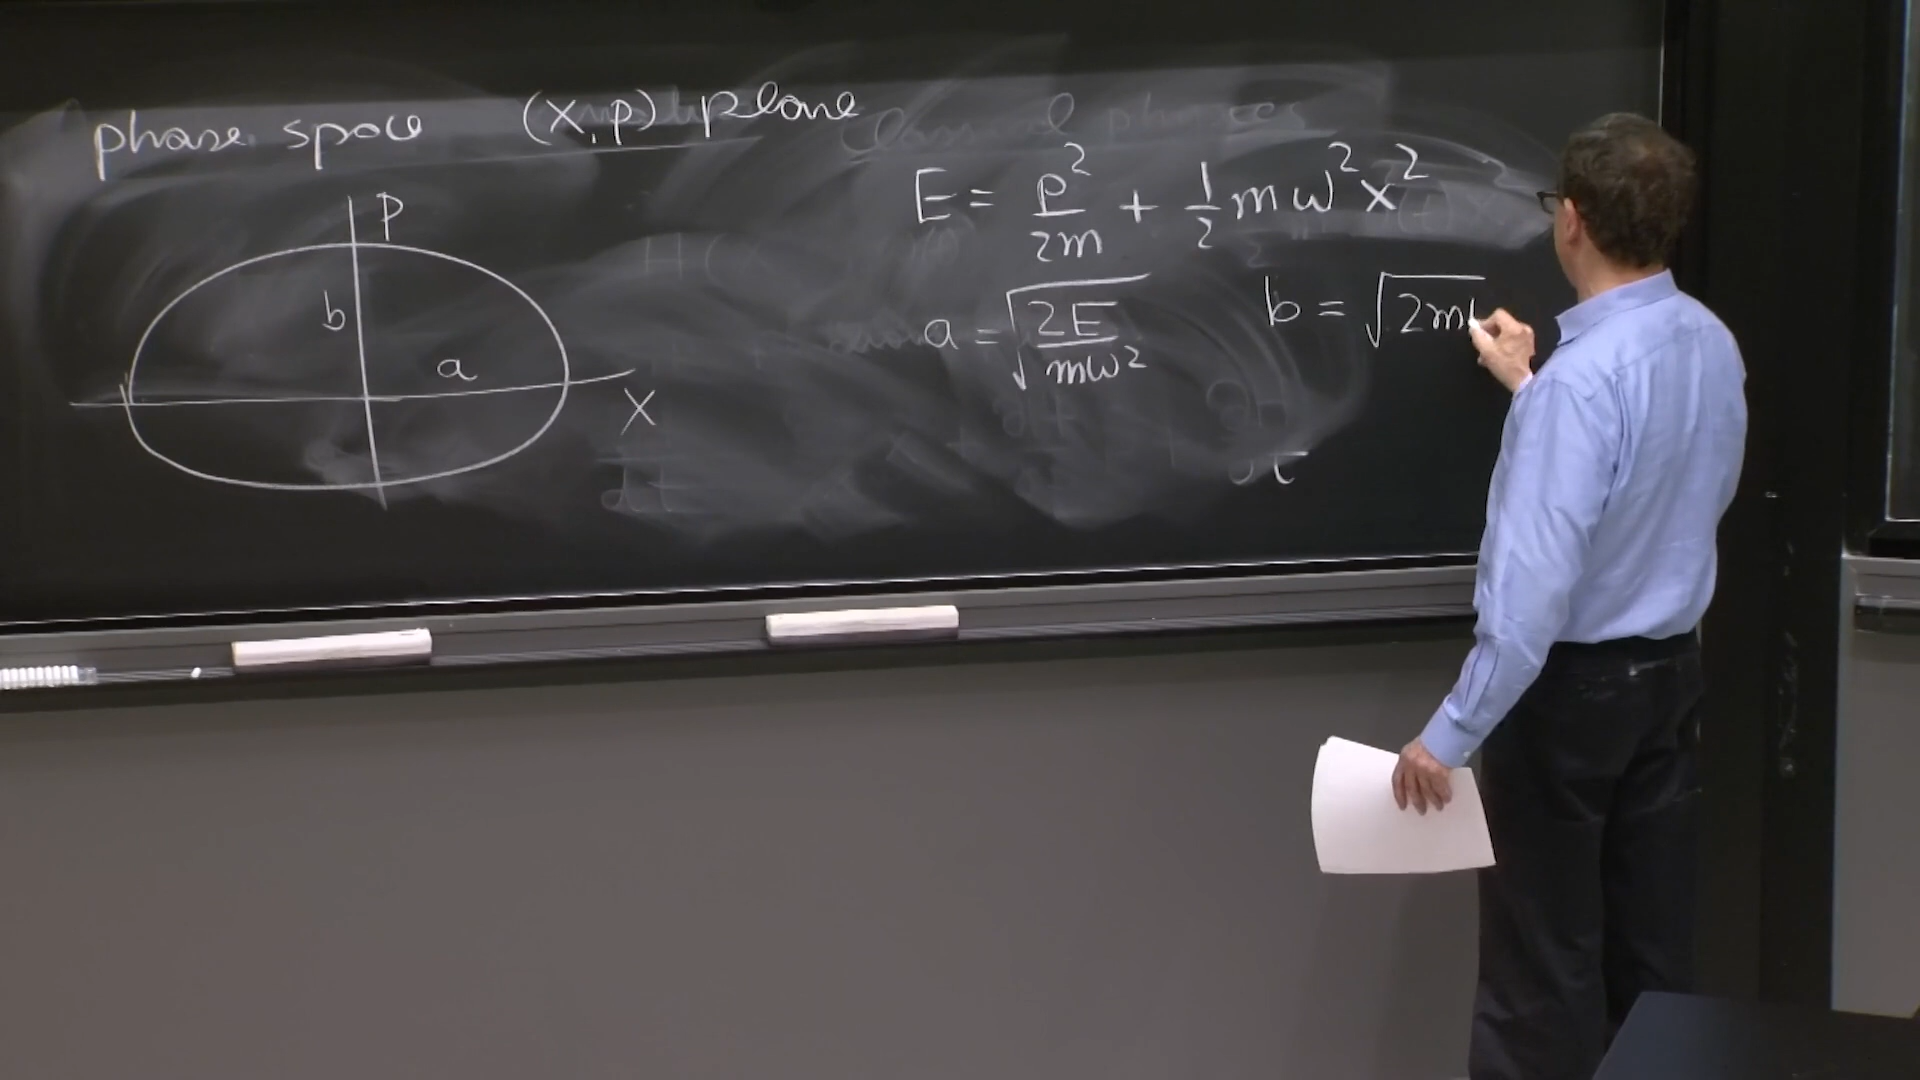 phase space (x,p) plane
E = p²/2m + 1/2 mω²x²
p
b
a
x
a = √(2E/mω²)
b = √2m